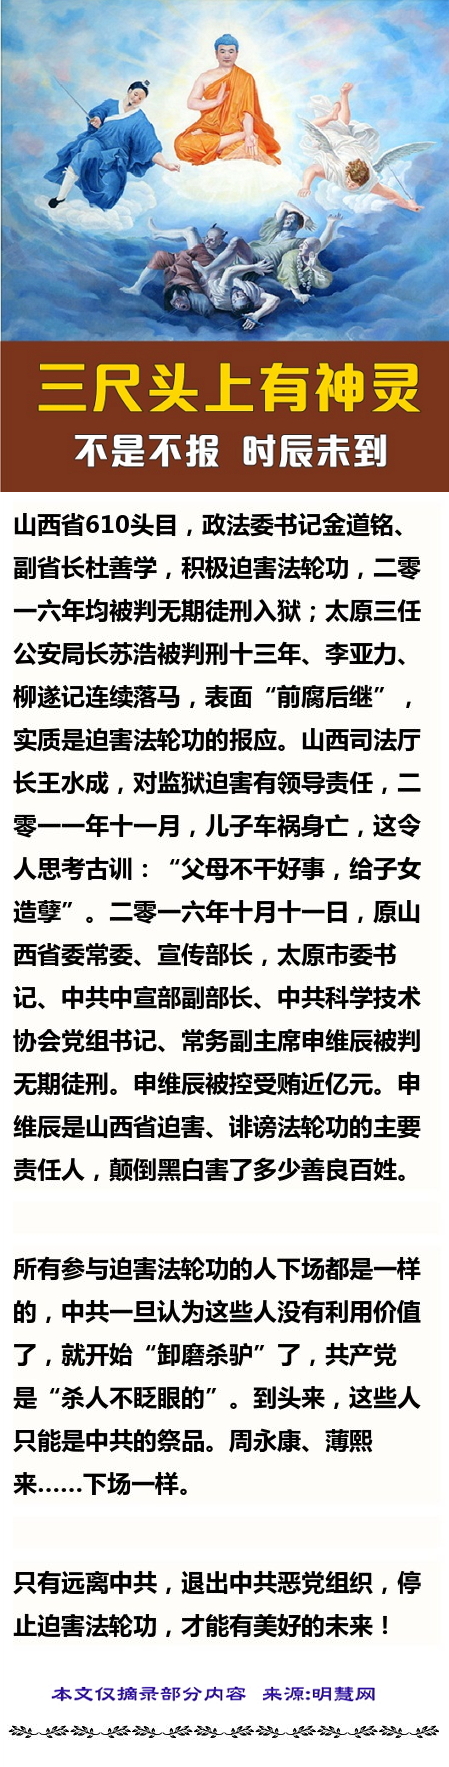 三尺头上有神灵
不是不报 时辰未到
山西省610头目，政法委书记金道铭、
副省长杜善学，积极迫害法轮功，二零
一六年均被判无期徒刑入狱；太原三任
公安局长苏浩被判刑十三年、李亚力、
柳遂记连续落马，表面“前腐后继”，
实质是迫害法轮功的报应。山西司法厅
长王水成，对监狱迫害有领导责任，二
零一一年十一月，儿子车祸身亡，这令
人思考古训：“父母不干好事，给子女
造孽”。二零一六年十月十一日，原山
西省委常委、宣传部长，太原市委书
记、中共中宣部副部长、中共科学技术
协会党组书记、常务副主席申维辰被判
无期徒刑。申维辰被控受贿近亿元。申
维辰是山西省迫害、诽谤法轮功的主要
责任人，颠倒黑白害了多少善良百姓。
所有参与迫害法轮功的人下场都是一样
的，中共一旦认为这些人没有利用价值
了，就开始“卸磨杀驴”了，共产党
是“杀人不眨眼的”。到头来，这些人
只能是中共的祭品。周永康、薄熙
来……下场一样。
只有远离中共，退出中共恶党组织，停
止迫害法轮功，才能有美好的未来！
本文仅摘录部分内容 来源:明慧网